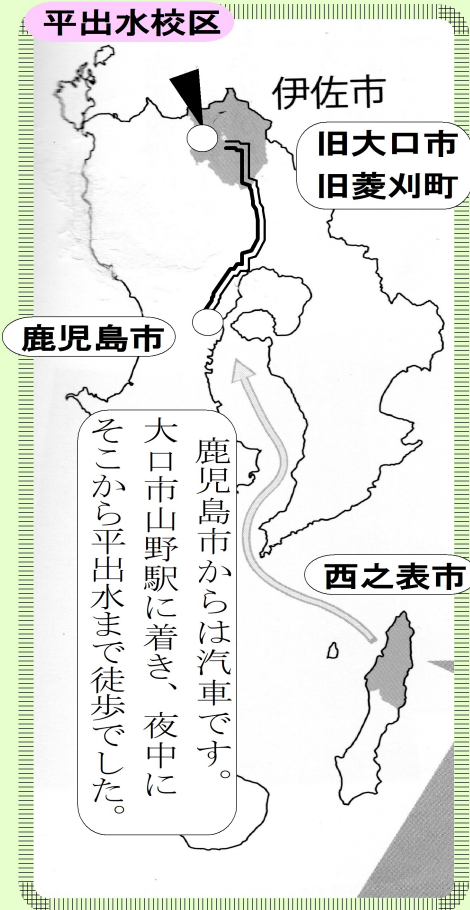 平出水校区
伊佐市
旧大口市
旧菱刈町
鹿児島市
西之表市
鹿児島市からは汽車です。
大口市山野駅に着き、夜中に
そこから平出水まで徒歩でした。